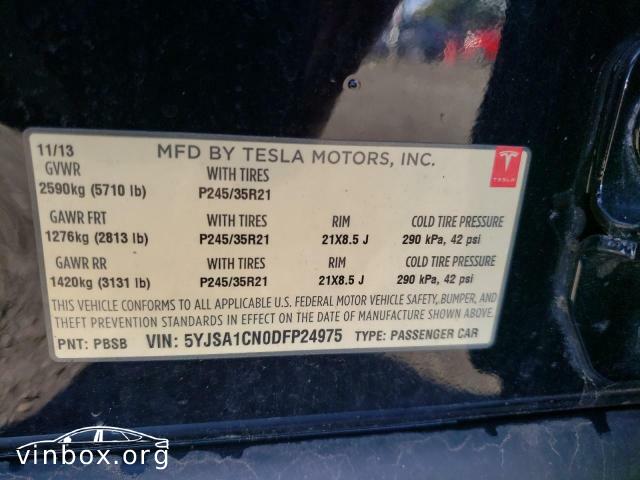 11/13 MFD BY TESLA MOTORS, INC.
GVWR WITH TIRES
2590kg (5710 lb) P245/35R21
TESLA
GAWR FRT WITH TIRES RIM COLD TIRE PRESSURE
1276kg (2813 lb) P245/35R21 21X8.5 J 290 kPa, 42 psi
GAWR RR WITH TIRES RIM COLD TIRE PRESSURE
1420kg (3131 lb) P245/35R21 21X8.5 J 290 kPa, 42 psi
THIS VEHICLE CONFORMS TO ALL APPLICABLE U.S. FEDERAL MOTOR VEHICLE SAFETY, BUMPER, AND
THEFT PREVENTION STANDARDS IN EFFECT ON THE DATE OF MANUFACTURE SHOWN ABOVE.
PNT: PBSB VIN: 5YJSA1CN0DFP24975 TYPE: PASSENGER CAR
vinbox.org